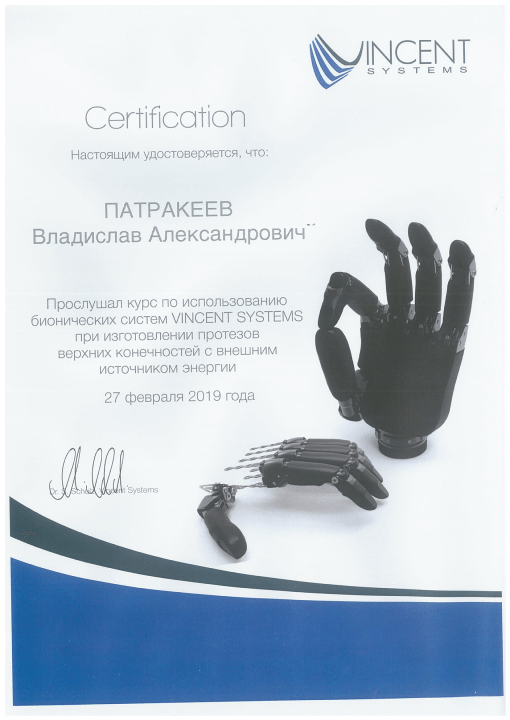 VINCENT
SYSTEMS
Certification
Настоящим удостоверяется, что:
ПАТРАКЕЕВ
Владислав Александрович
Прослушал курс по использованию
бионических систем VINCENT SYSTEMS
при изготовлении протезов
верхних конечностей с внешним
источником энергии
27 февраля 2019 года
Dr. Schulz, Vincent Systems